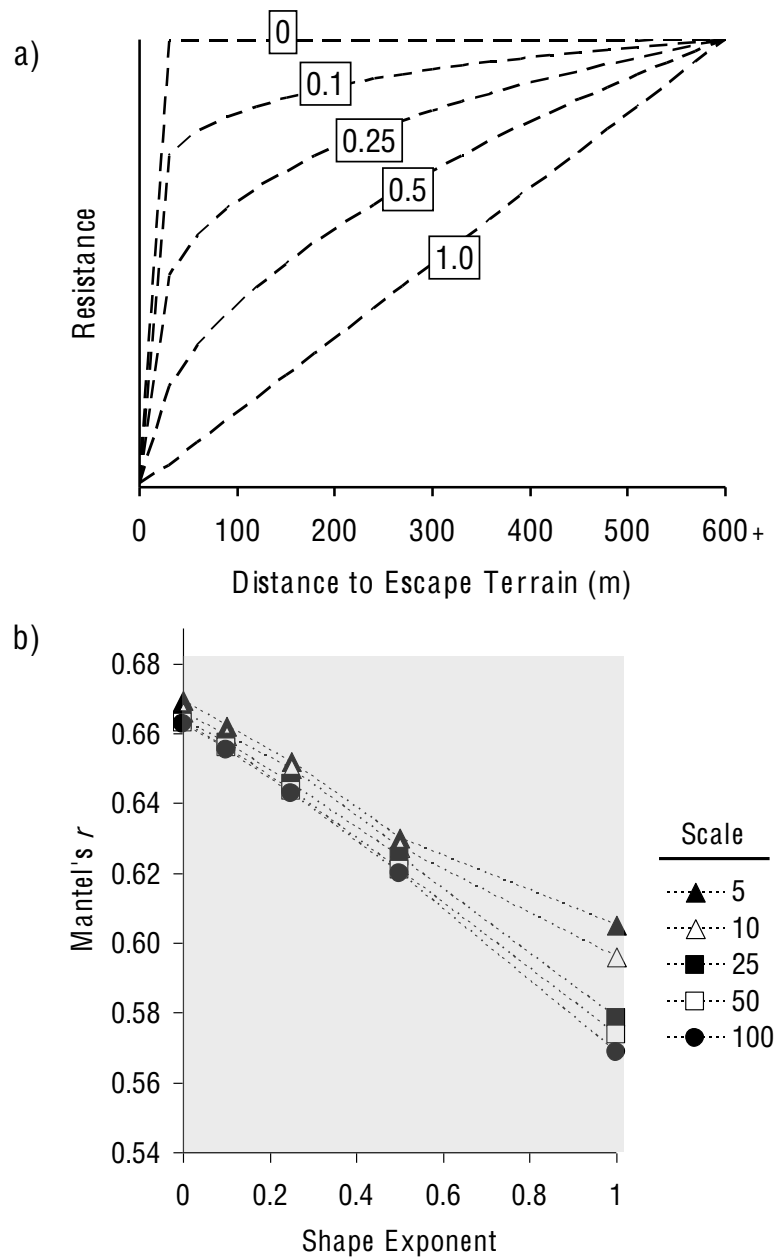 a)
0
0.1
0.25
0.5
1.0
Resistance
0 100 200 300 400 500 600+
Distance to Escape Terrain (m)
b)
0.68
0.66
0.64
0.62
0.60
0.58
0.56
0.54
Mantel's r
0 0.2 0.4 0.6 0.8 1
Shape Exponent
Scale
5
10
25
50
100